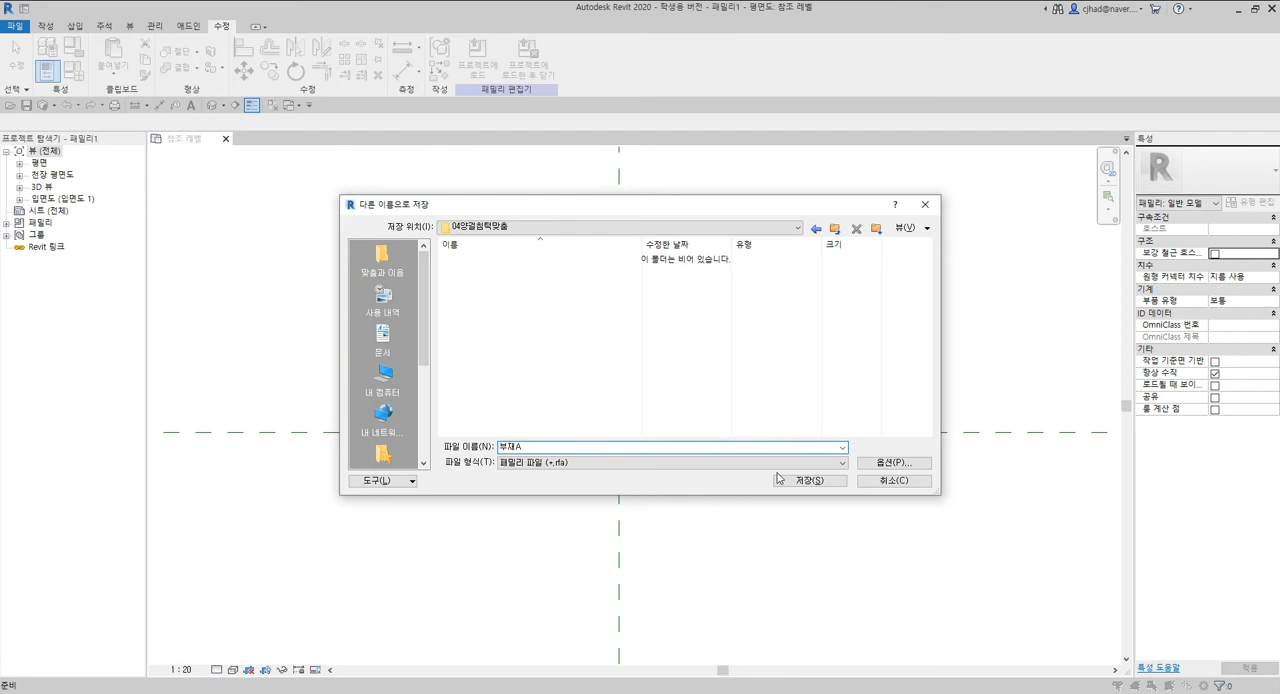 Autodesk Revit 2020 - 학생용 버전 - 패밀리1 - 평면도: 참조 레벨
cjhad@naver....
파일 작성 삽입 주석 뷰 관리 애드인 수정
수정 붙여넣기 절단 결합 프로젝트에 로드 프로젝트에 로드한 후 닫기
선택 특성 클립보드 형상 수정 측정 작성 패밀리 편집기
프로젝트 탐색기 - 패밀리1
뷰 (전체)
평면
천장 평면도
3D 뷰
입면도 (입면도 1)
시트 (전체)
패밀리
그룹
Revit 링크
참조 레벨
다른 이름으로 저장
저장 위치(I): 04양걸침턱맞춤 뷰(V)
이름 수정한 날짜 유형 크기
이 폴더는 비어 있습니다.
맞춤과 이음
사용 내역
문서
내 컴퓨터
내 네트워...
파일 이름(N): 부재A
파일 형식(T): 패밀리 파일 (*.rfa) 옵션(P)...
도구(L) 저장(S) 취소(C)
특성
R
2D
패밀리: 일반 모델 유형 편집
구속조건
호스트
구조
보강 철근 호스...
치수
원형 커넥터 치수 지름 사용
기계
부품 유형 보통
ID 데이터
OmniClass 번호
OmniClass 제목
기타
작업 기준면 기반
항상 수직
로드될 때 보이...
공유
룸 계산 점
특성 도움말 적용
1 : 20
준비 :0